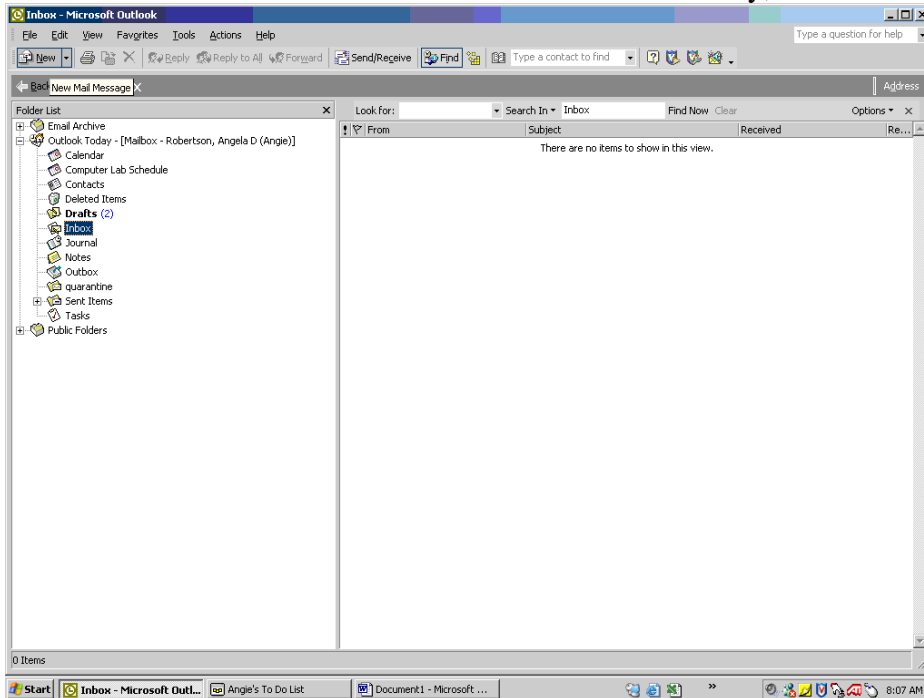 Inbox - Microsoft Outlook
File Edit View Favorites Tools Actions Help Type a question for help
New Reply Reply to All Forward Send/Receive Find Type a contact to find
Back New Mail Message Address
Folder List Look for: Search In Inbox Find Now Clear Options
From Subject Received Re...
Email Archive
Outlook Today - [Mailbox - Robertson, Angela D (Angie)]
There are no items to show in this view.
Calendar
Computer Lab Schedule
Contacts
Deleted Items
Drafts (2)
Inbox
Journal
Notes
Outbox
quarantine
Sent Items
Tasks
Public Folders
0 Items
Start Inbox - Microsoft Outl... Angie's To Do List Document1 - Microsoft ... 8:07 AM